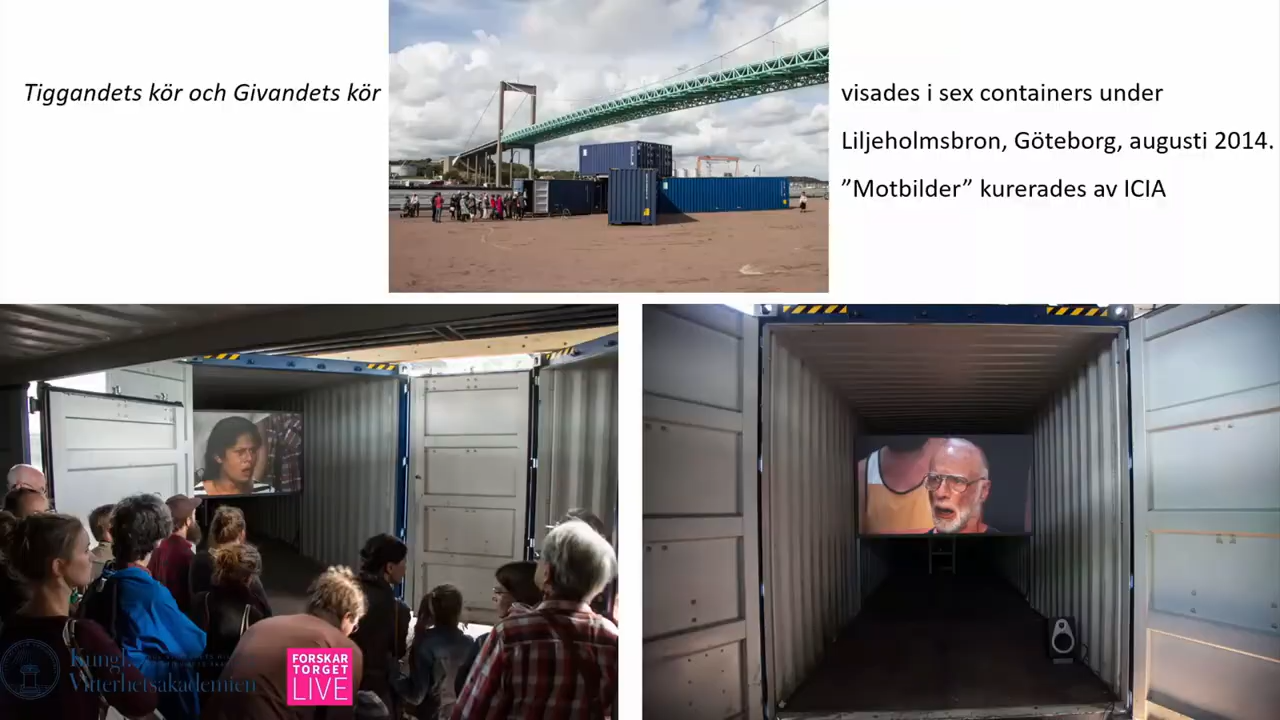 Tiggandets kör och Givandets kör
visades i sex containers under
Liljeholmsbron, Göteborg, augusti 2014.
”Motbilder” kurerades av ICIA
Kungl.
Vitterhetsakademien
FORSKAR
TORGET
LIVE